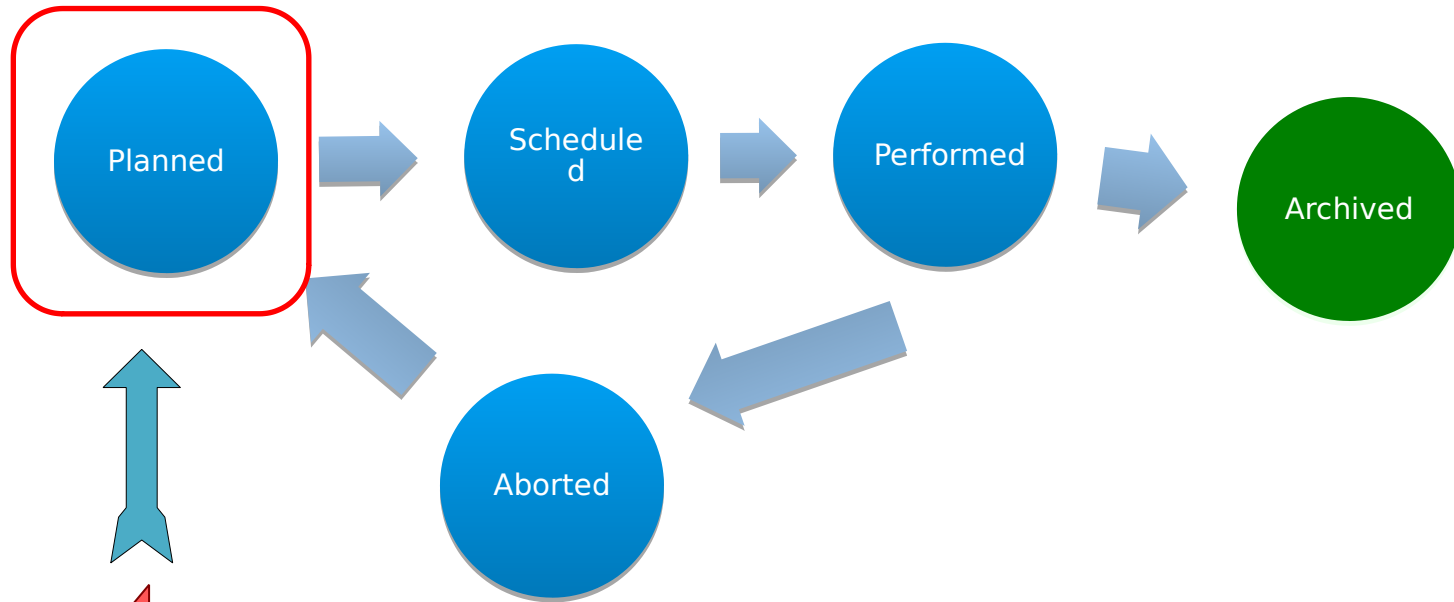 Planned
Schedule
d
Performed
Archived
Aborted